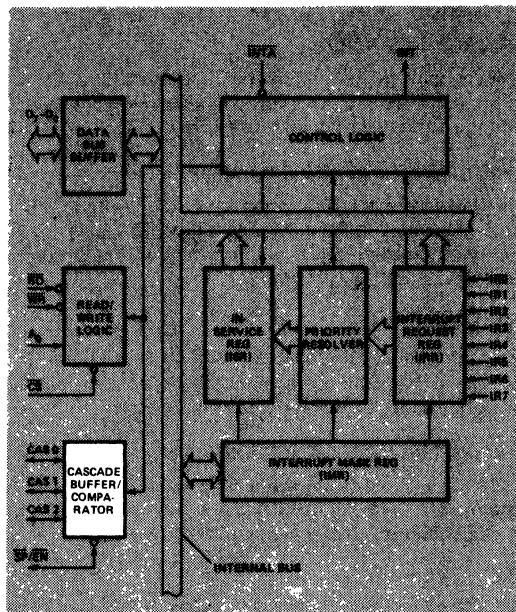 INTA
INT
D7-D0
DATA
BUS
BUFFER
CONTROL LOGIC
RD
WR
A0
CS
READ/
WRITE
LOGIC
IN-
SERVICE
REG
(ISR)
PRIORITY
RESOLVER
INTERRUPT
REQUEST
REG
(IRR)
IR0
IR1
IR2
IR3
IR4
IR5
IR6
IR7
CAS 0
CAS 1
CAS 2
CASCADE
BUFFER/
COMPA-
RATOR
INTERRUPT MASK REG
(IMR)
SP/EN
INTERNAL BUS